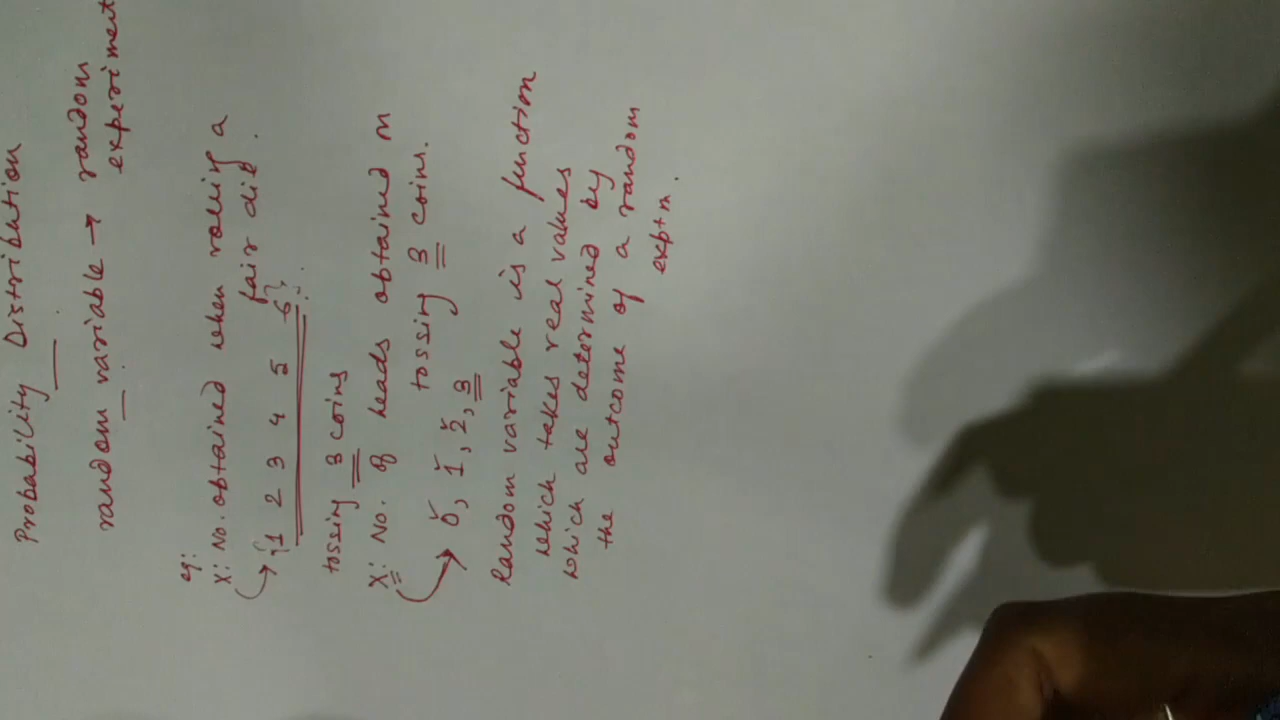 Probability Distribution
random variable → random
experiment
eg:
X: No. obtained when rolling a
fair die.
→ {1 2 3 4 5 6}
tossing 3 coins
X: No. of heads obtained in
tossing 3 coins.
→ 0, 1, 2, 3
Random variable is a function
which takes real values
which are determined by
the outcome of a random
exptm.